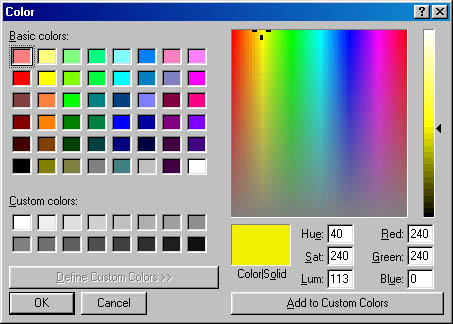 Color
Basic colors:
Custom colors:
Define Custom Colors >>
OK
Cancel
Color|Solid
Hue: 40
Sat: 240
Lum: 113
Red: 240
Green: 240
Blue: 0
Add to Custom Colors